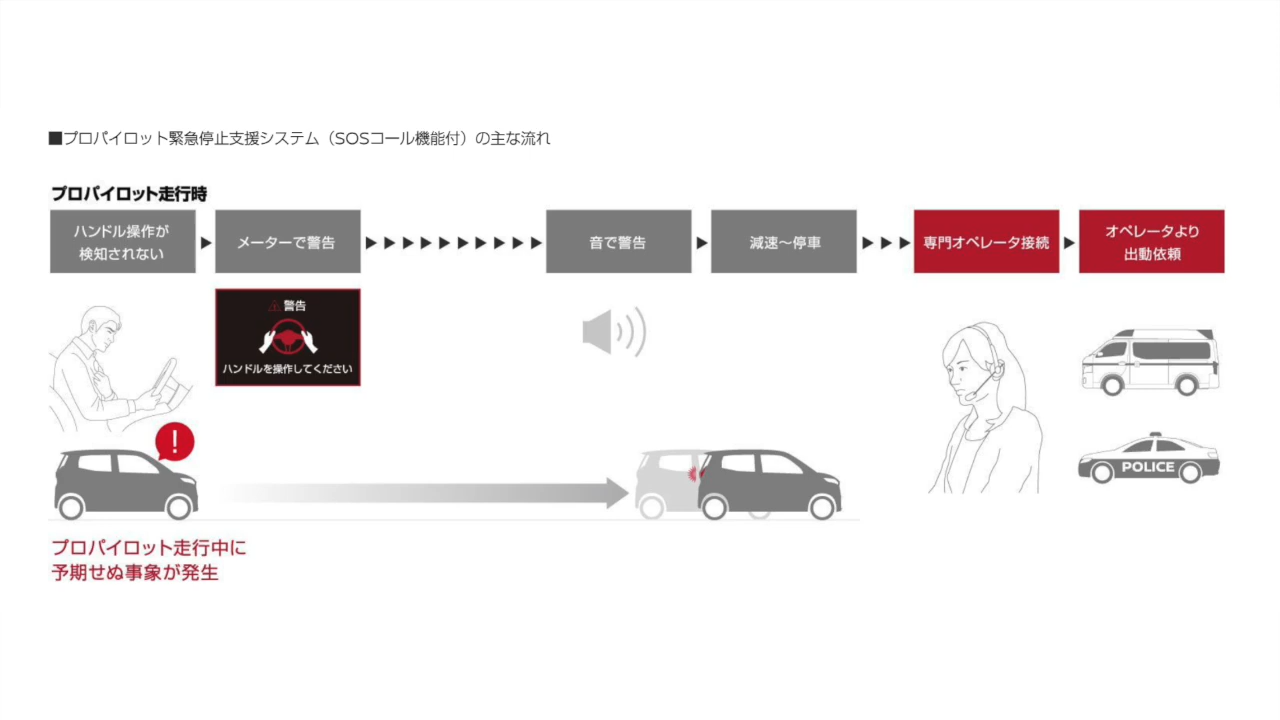 ■プロパイロット緊急停止支援システム（SOSコール機能付）の主な流れ
プロパイロット走行時
ハンドル操作が
検知されない
メーターで警告
音で警告
減速～停車
専門オペレータ接続
オペレータより
出動依頼
警告
ハンドルを操作してください
!
POLICE
プロパイロット走行中に
予期せぬ事象が発生